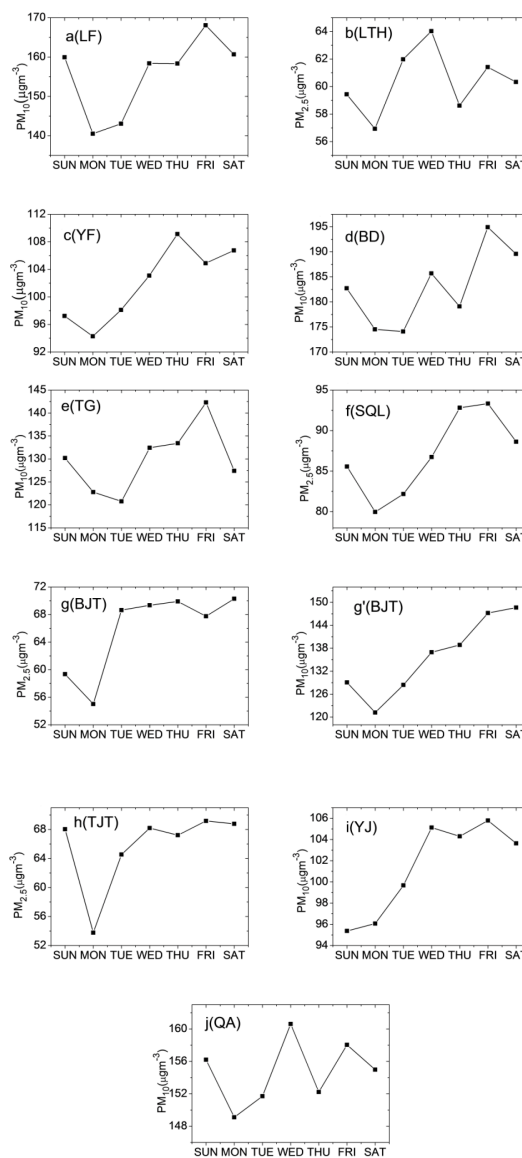 a(LF)
PM10(μgm-3)
170
160
150
140
SUN MON TUE WED THU FRI SAT
b(LTH)
PM2.5(μgm-3)
64
62
60
58
56
SUN MON TUE WED THU FRI SAT
c(YF)
PM10(μgm-3)
112
108
104
100
96
92
SUN MON TUE WED THU FRI SAT
d(BD)
PM10(μgm-3)
195
190
185
180
175
170
SUN MON TUE WED THU FRI SAT
e(TG)
PM10(μgm-3)
145
140
135
130
125
120
115
SUN MON TUE WED THU FRI SAT
f(SQL)
PM2.5(μgm-3)
95
90
85
80
SUN MON TUE WED THU FRI SAT
g(BJT)
PM2.5(μgm-3)
72
68
64
60
56
52
SUN MON TUE WED THU FRI SAT
g'(BJT)
PM10(μgm-3)
150
144
138
132
126
120
SUN MON TUE WED THU FRI SAT
h(TJT)
PM2.5(μgm-3)
68
64
60
56
52
SUN MON TUE WED THU FRI SAT
i(YJ)
PM10(μgm-3)
106
104
102
100
98
96
94
SUN MON TUE WED THU FRI SAT
j(QA)
PM10(μgm-3)
160
156
152
148
SUN MON TUE WED THU FRI SAT